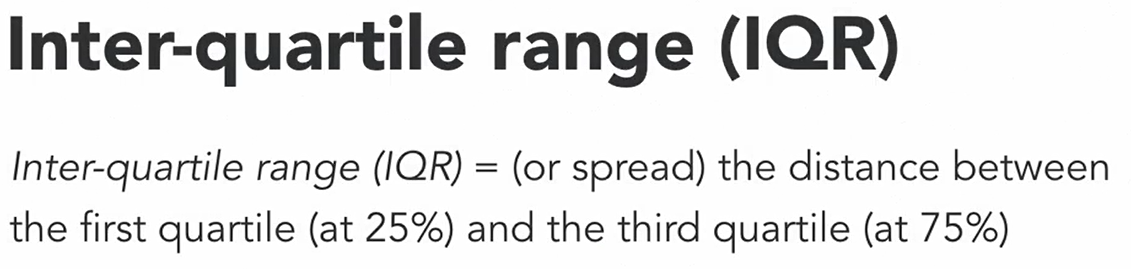 Inter-quartile range (IQR)
Inter-quartile range (IQR) = (or spread) the distance between
the first quartile (at 25%) and the third quartile (at 75%)